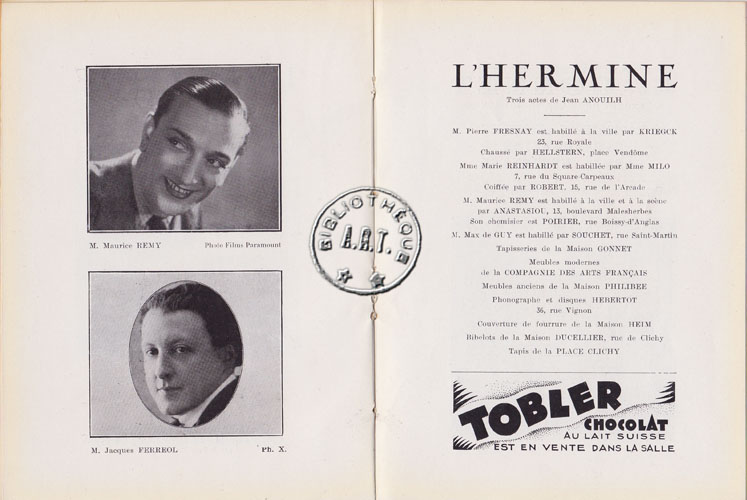 M. Maurice REMY
Photo Films Paramount
M. Jacques FERREOL
Ph. X.
BIBLIOTHÈQUE
A.R.T.
L'HERMINE
Trois actes de Jean ANOUILH
M. Pierre FRESNAY est habillé à la ville par KRIEGCK
23, rue Royale
Chaussé par HELLSTERN, place Vendôme
Mme Marie REINHARDT est habillée par Mme MILO
7, rue du Square-Carpeaux
Coiffée par ROBERT, 15, rue de l'Arcade
M. Maurice REMY est habillé à la ville et à la scène
par ANASTASIOU, 13, boulevard Malesherbes
Son chemisier est POIRIER, rue Boissy-d'Anglas
M. Max de GUY est habillé par SOUCHET, rue Saint-Martin
Tapisseries de la Maison GONNET
Meubles modernes
de la COMPAGNIE DES ARTS FRANÇAIS
Meubles anciens de la Maison PHILIBEE
Phonographe et disques HEBERTOT
36, rue Vignon
Couverture de fourrure de la Maison HEIM
Bibelots de la Maison DUCELLIER, rue de Clichy
Tapis de la PLACE CLICHY
TOBLER
CHOCOLAT
AU LAIT SUISSE
EST EN VENTE DANS LA SALLE